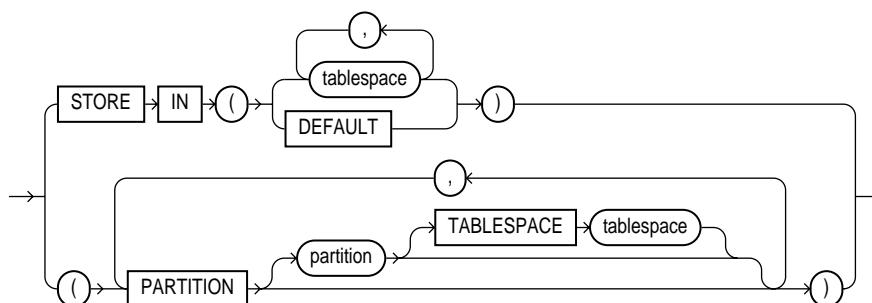 ,
tablespace
STORE IN ( DEFAULT )
,
TABLESPACE tablespace
partition
( PARTITION )